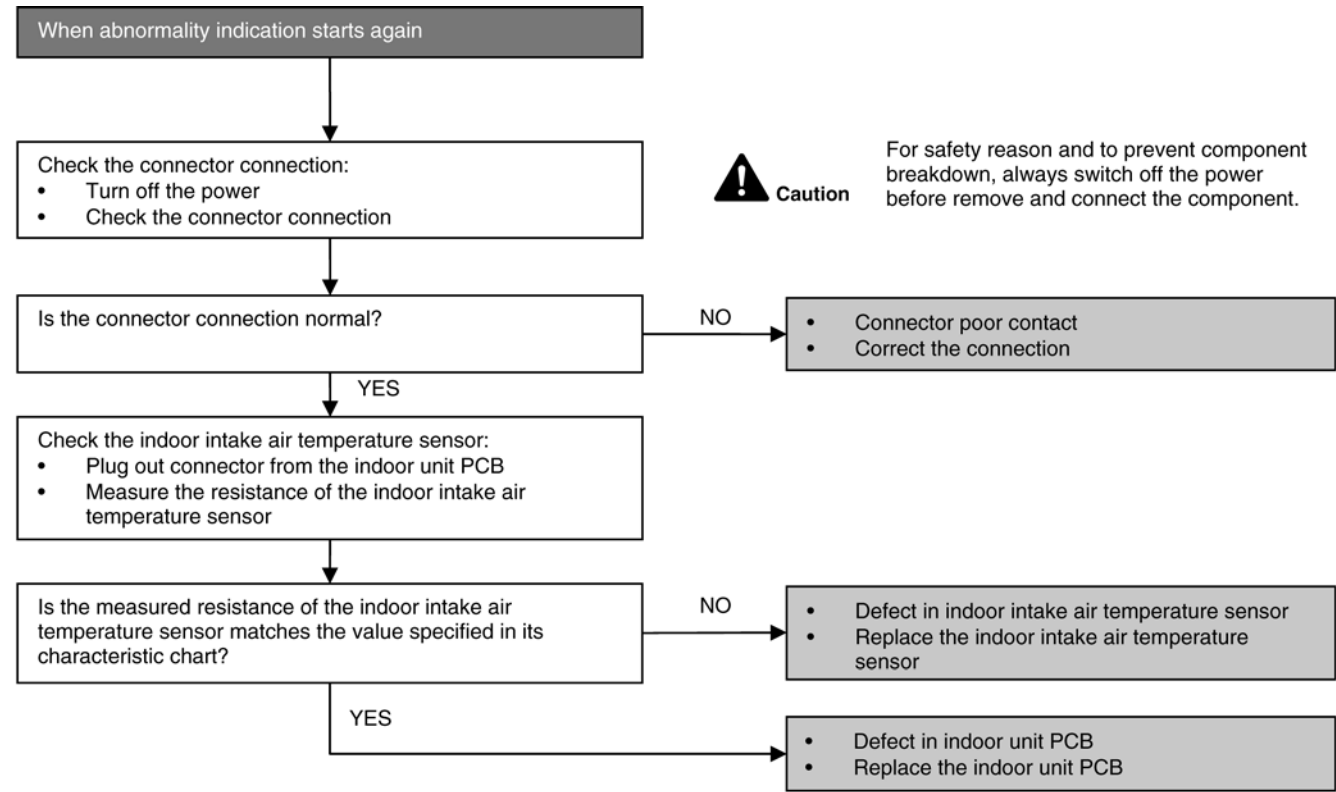 When abnormality indication starts again
Check the connector connection:
• Turn off the power
• Check the connector connection
Caution
For safety reason and to prevent component
breakdown, always switch off the power
before remove and connect the component.
Is the connector connection normal?
NO
• Connector poor contact
• Correct the connection
YES
Check the indoor intake air temperature sensor:
• Plug out connector from the indoor unit PCB
• Measure the resistance of the indoor intake air
temperature sensor
Is the measured resistance of the indoor intake air
temperature sensor matches the value specified in its
characteristic chart?
NO
• Defect in indoor intake air temperature sensor
• Replace the indoor intake air temperature
sensor
YES
• Defect in indoor unit PCB
• Replace the indoor unit PCB